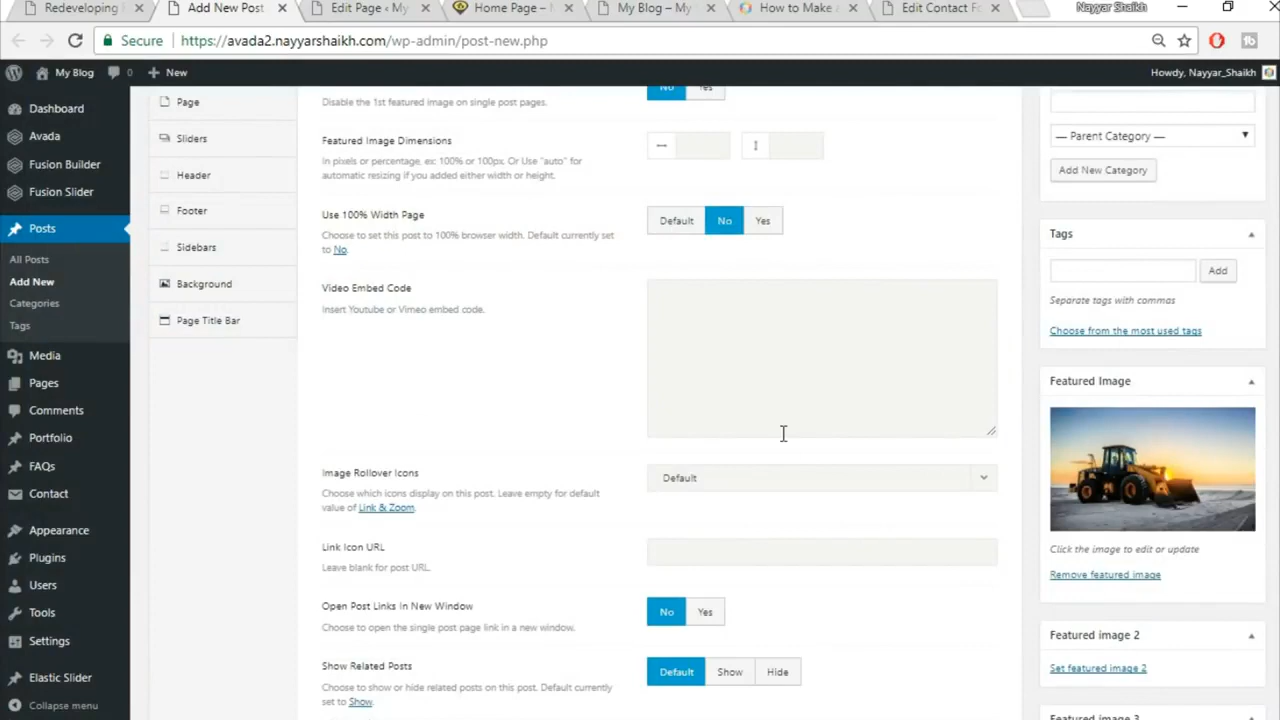 Redeveloping
Add New Post
Edit Page ‹ My
Home Page –
My Blog – My
How to Make
Edit Contact Fo
Nayyar Shaikh
Secure
https://avada2.nayyarshaikh.com/wp-admin/post-new.php
My Blog
0
New
Howdy, Nayyar_Shaikh
Dashboard
Avada
Fusion Builder
Fusion Slider
Posts
All Posts
Add New
Categories
Tags
Media
Pages
Comments
Portfolio
FAQs
Contact
Appearance
Plugins
Users
Tools
Settings
Elastic Slider
Collapse menu
Page
Sliders
Header
Footer
Sidebars
Background
Page Title Bar
No Yes
Disable the 1st featured image on single post pages.
Featured Image Dimensions
In pixels or percentage, ex: 100% or 100px. Or Use "auto" for
automatic resizing if you added either width or height.
Use 100% Width Page
Default No Yes
Choose to set this post to 100% browser width. Default currently set
to No.
Video Embed Code
Insert Youtube or Vimeo embed code.
Image Rollover Icons
Default
Choose which icons display on this post. Leave empty for default
value of Link & Zoom.
Link Icon URL
Leave blank for post URL.
Open Post Links In New Window
No Yes
Choose to open the single post page link in a new window.
Show Related Posts
Default Show Hide
Choose to show or hide related posts on this post. Default currently
set to Show.
— Parent Category —
Add New Category
Tags
Add
Separate tags with commas
Choose from the most used tags
Featured Image
Click the image to edit or update
Remove featured image
Featured image 2
Set featured image 2
Featured image 3